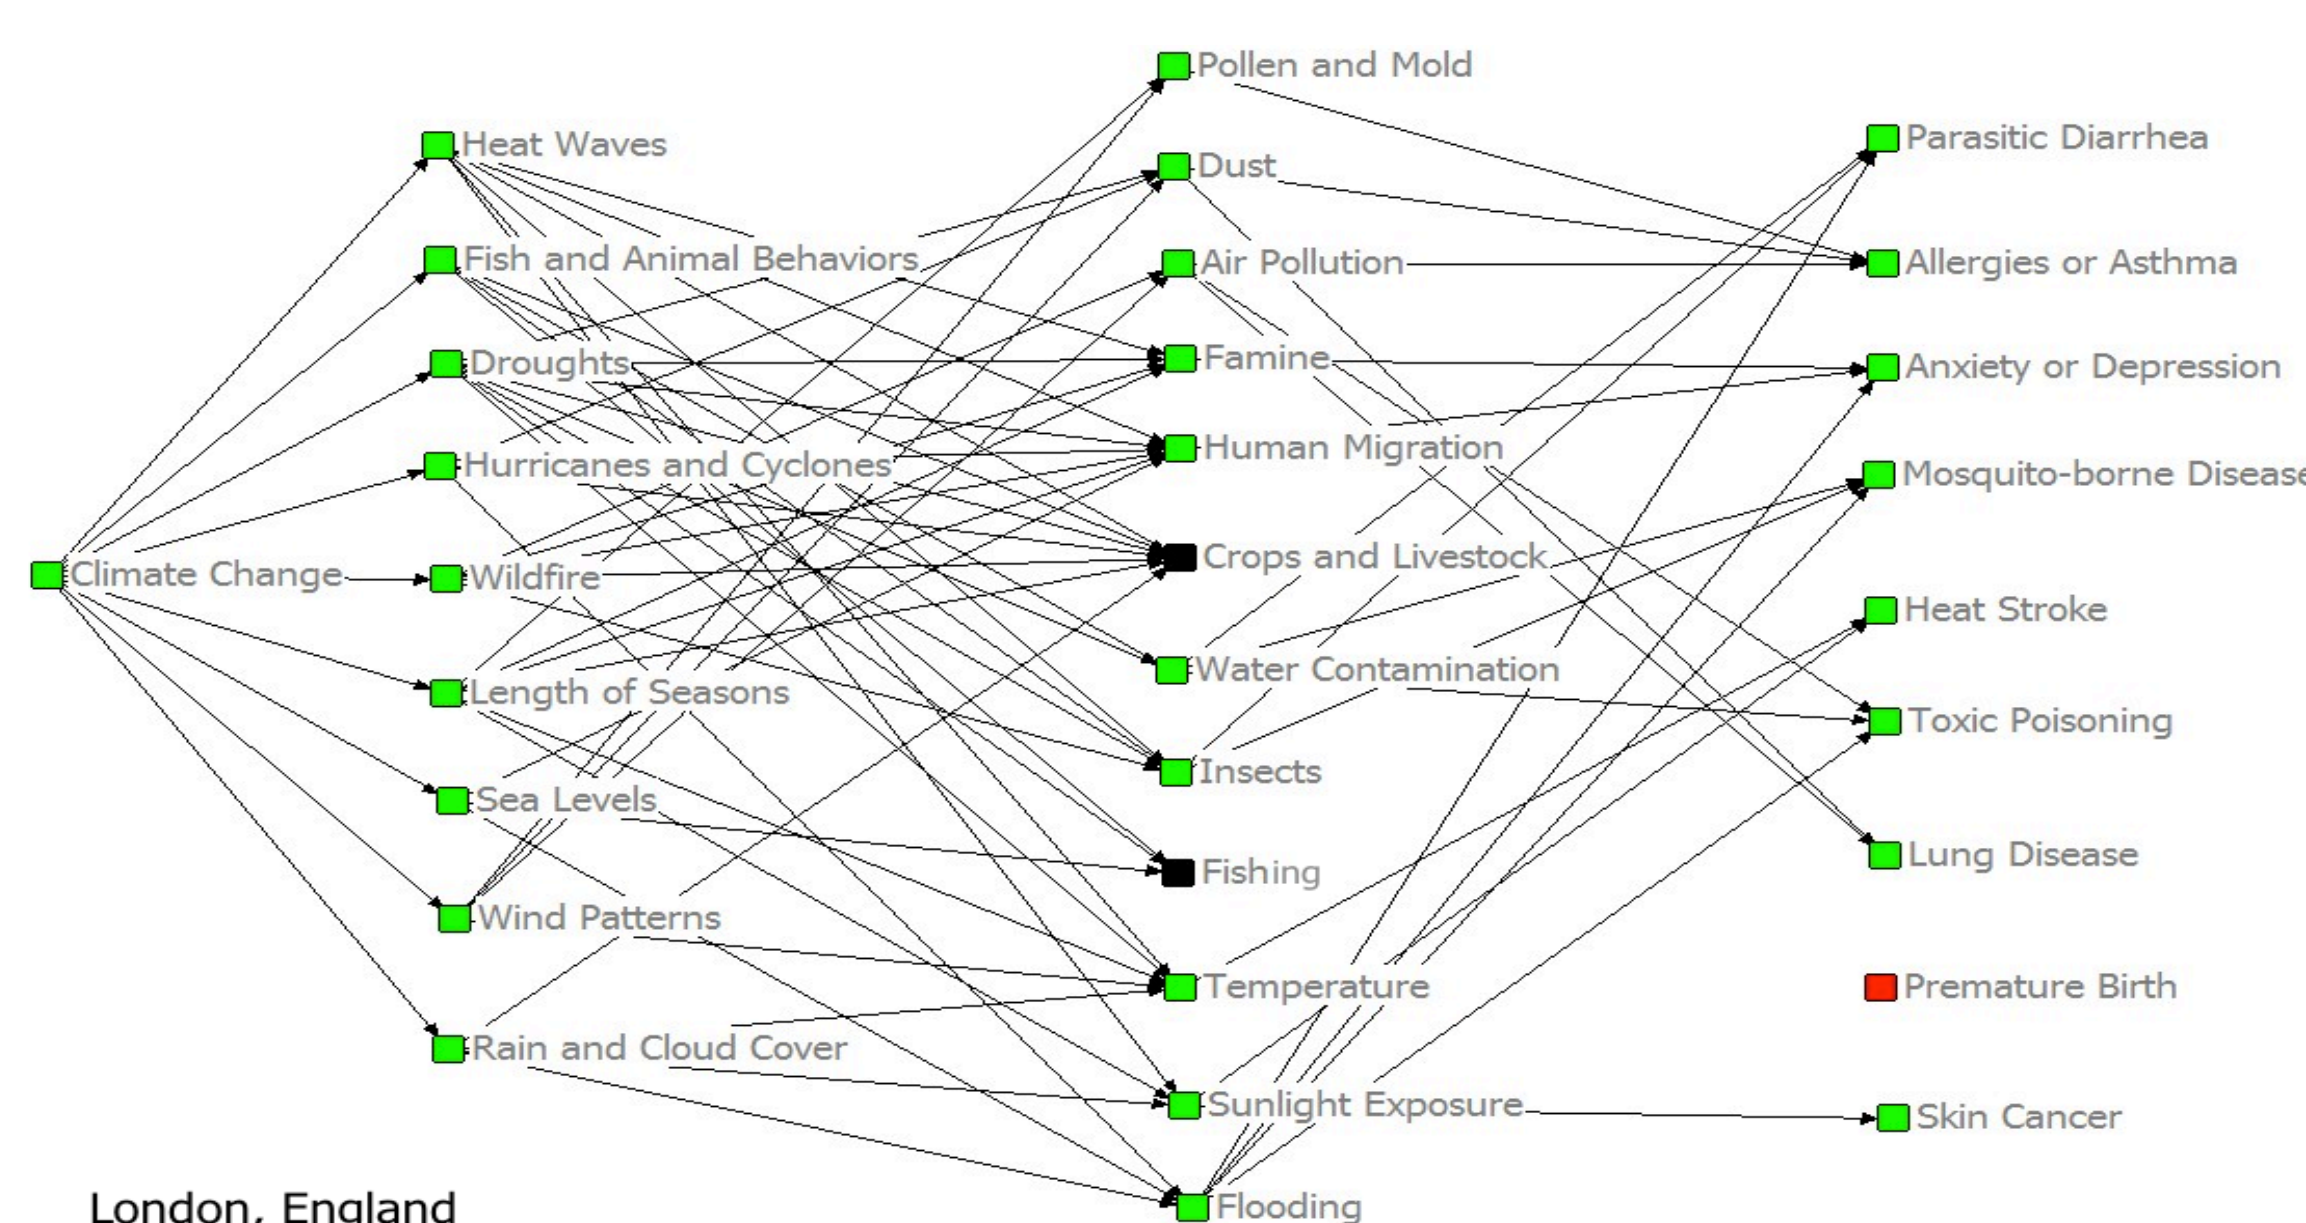 Climate Change
Heat Waves
Fish and Animal Behaviors
Droughts
Hurricanes and Cyclones
Wildfire
Length of Seasons
Sea Levels
Wind Patterns
Rain and Cloud Cover
Pollen and Mold
Dust
Air Pollution
Famine
Human Migration
Crops and Livestock
Water Contamination
Insects
Fishing
Temperature
Sunlight Exposure
Flooding
Parasitic Diarrhea
Allergies or Asthma
Anxiety or Depression
Mosquito-borne Disease
Heat Stroke
Toxic Poisoning
Lung Disease
Premature Birth
Skin Cancer
London, England